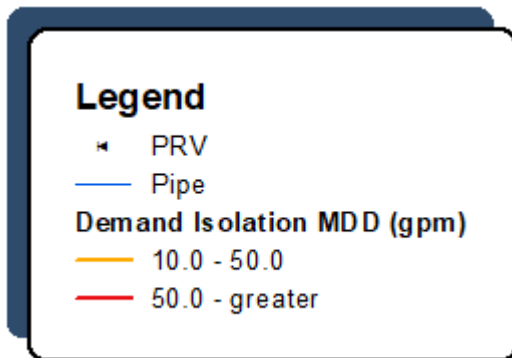 Legend
PRV
Pipe
Demand Isolation MDD (gpm)
10.0 - 50.0
50.0 - greater